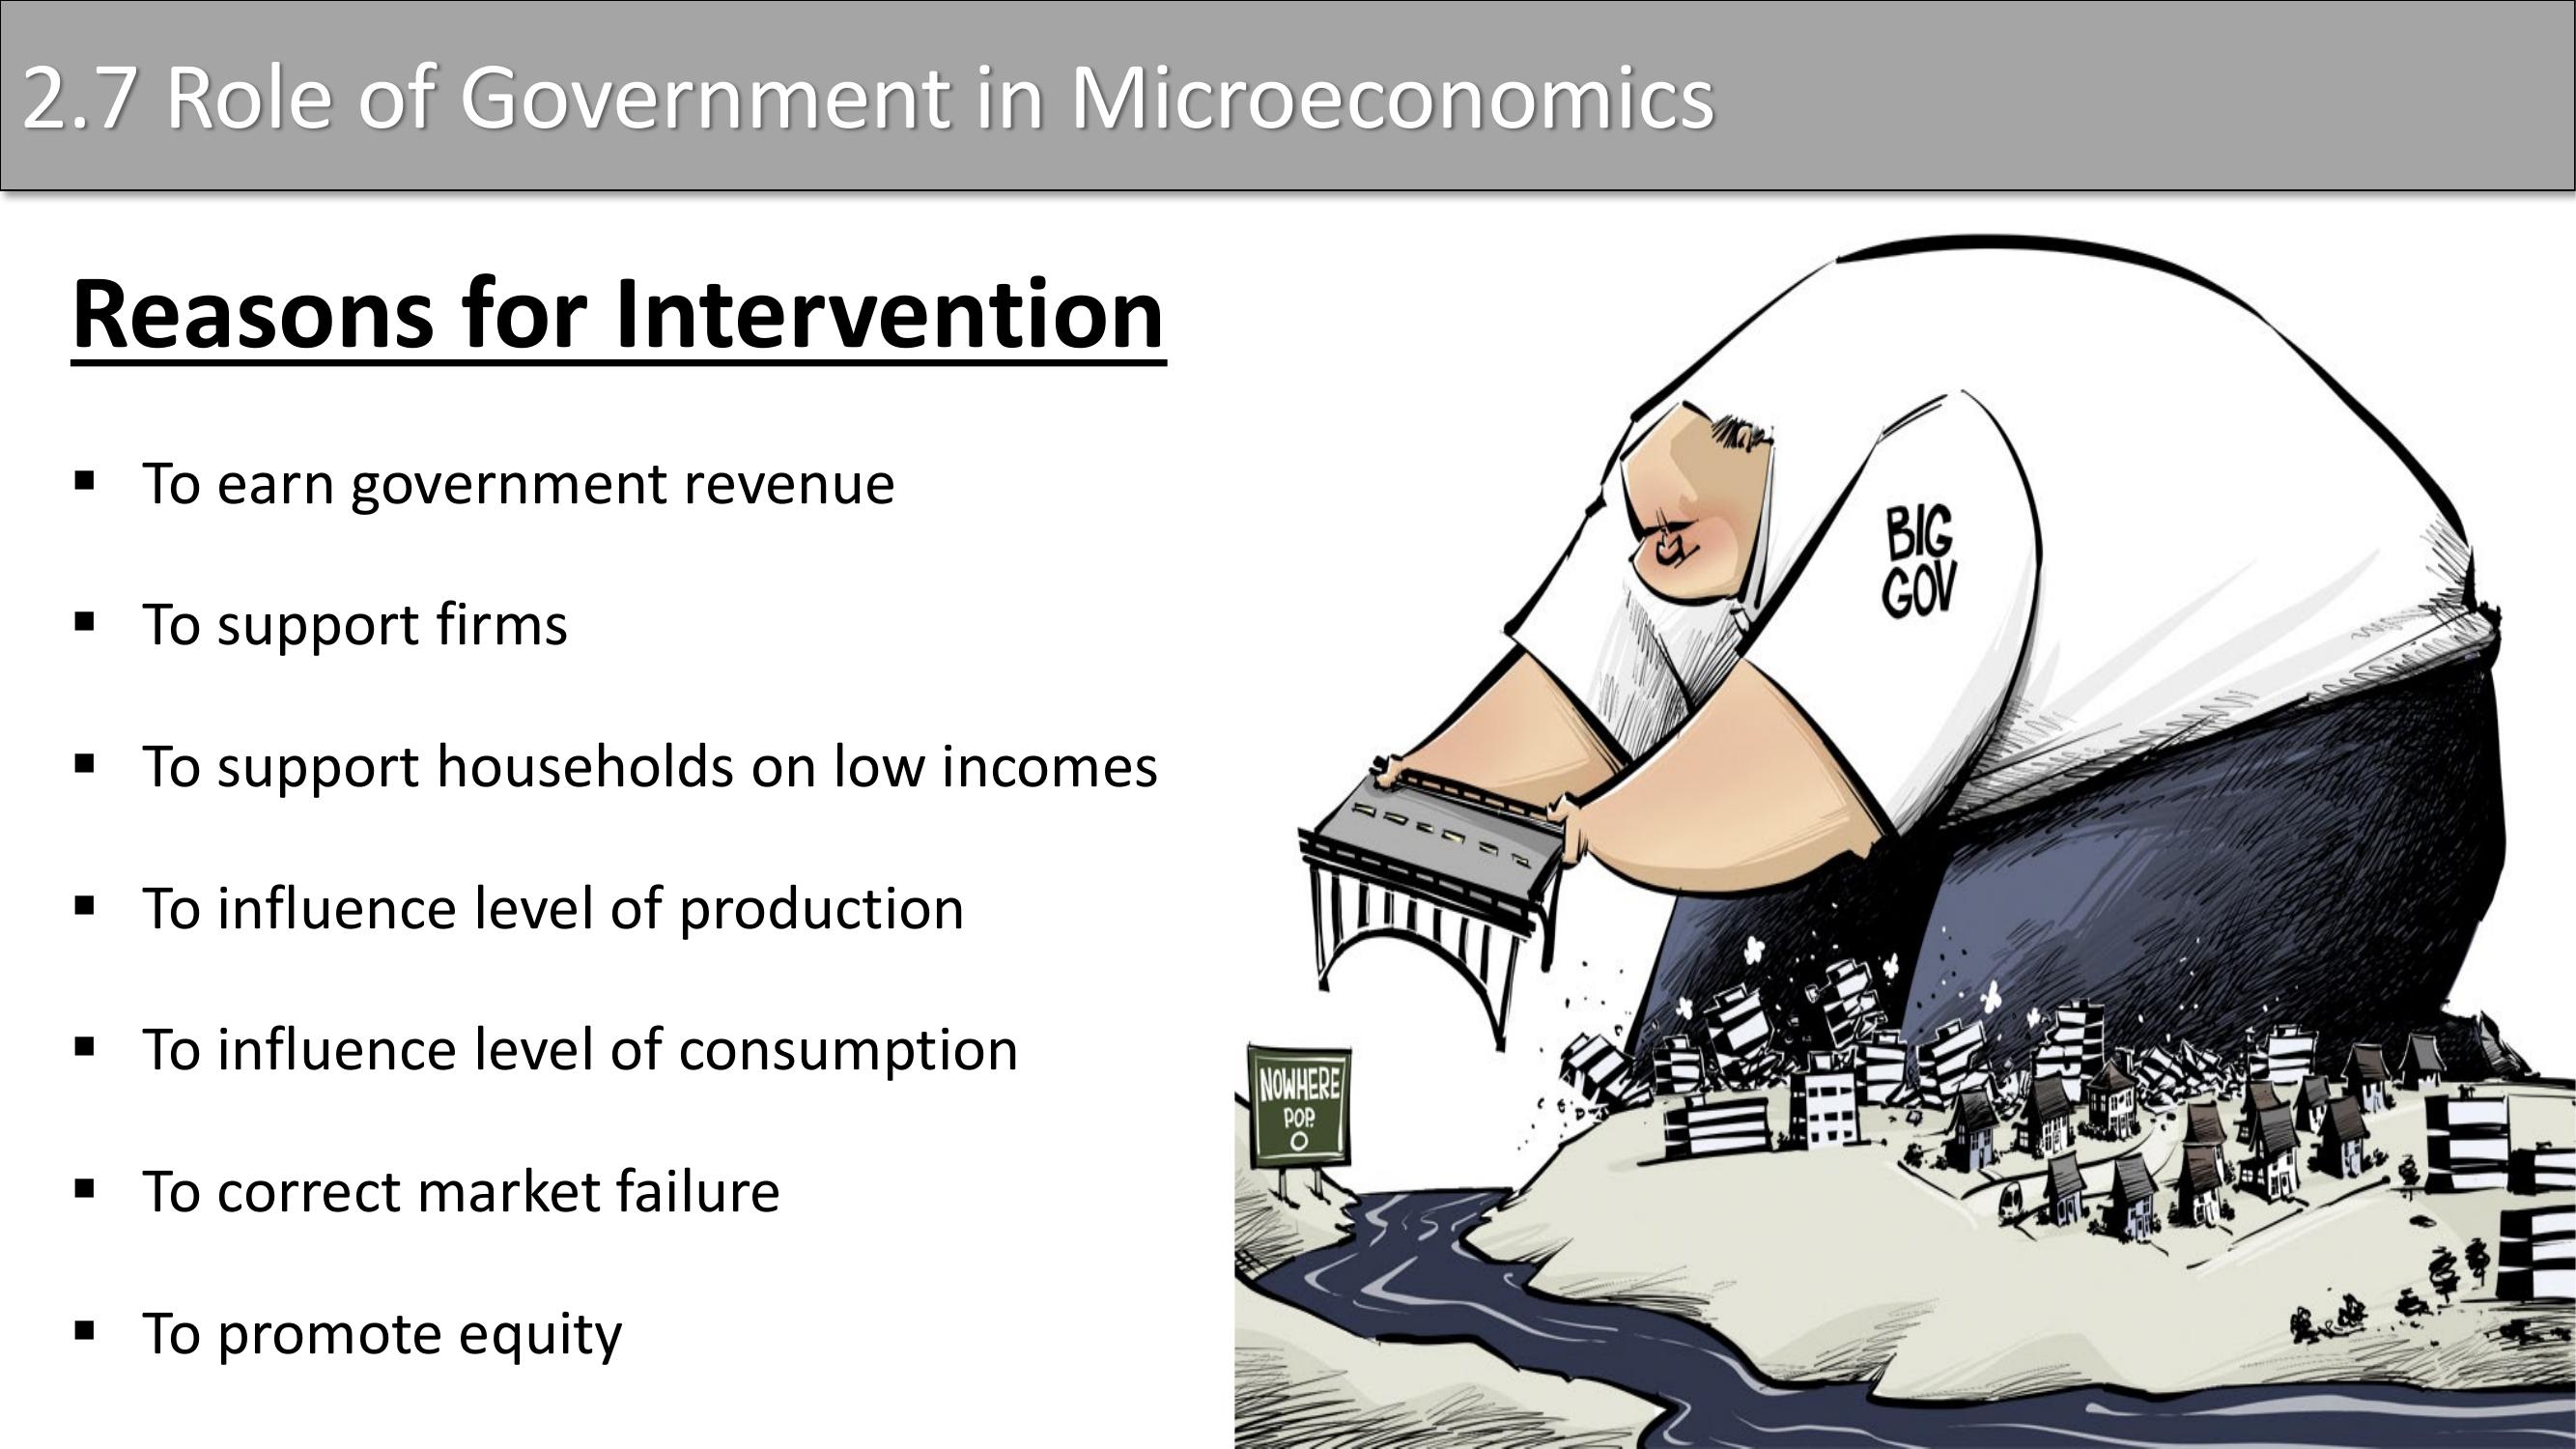 2.7 Role of Government in Microeconomics
Reasons for Intervention
▪ To earn government revenue
▪ To support firms
▪ To support households on low incomes
▪ To influence level of production
▪ To influence level of consumption
▪ To correct market failure
▪ To promote equity
BIG
GOV
NOWHERE
POP.
0